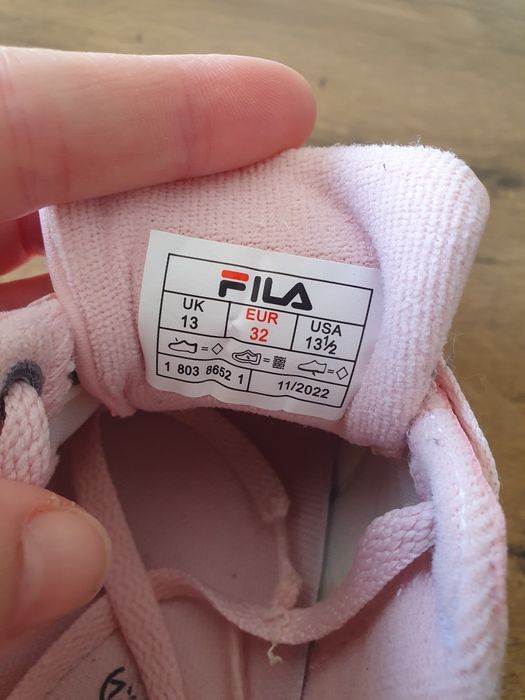 FILA
UK EUR USA
13 32 13½
= ◇ = ▩ = ◇
1 803 8652 1 11/2022